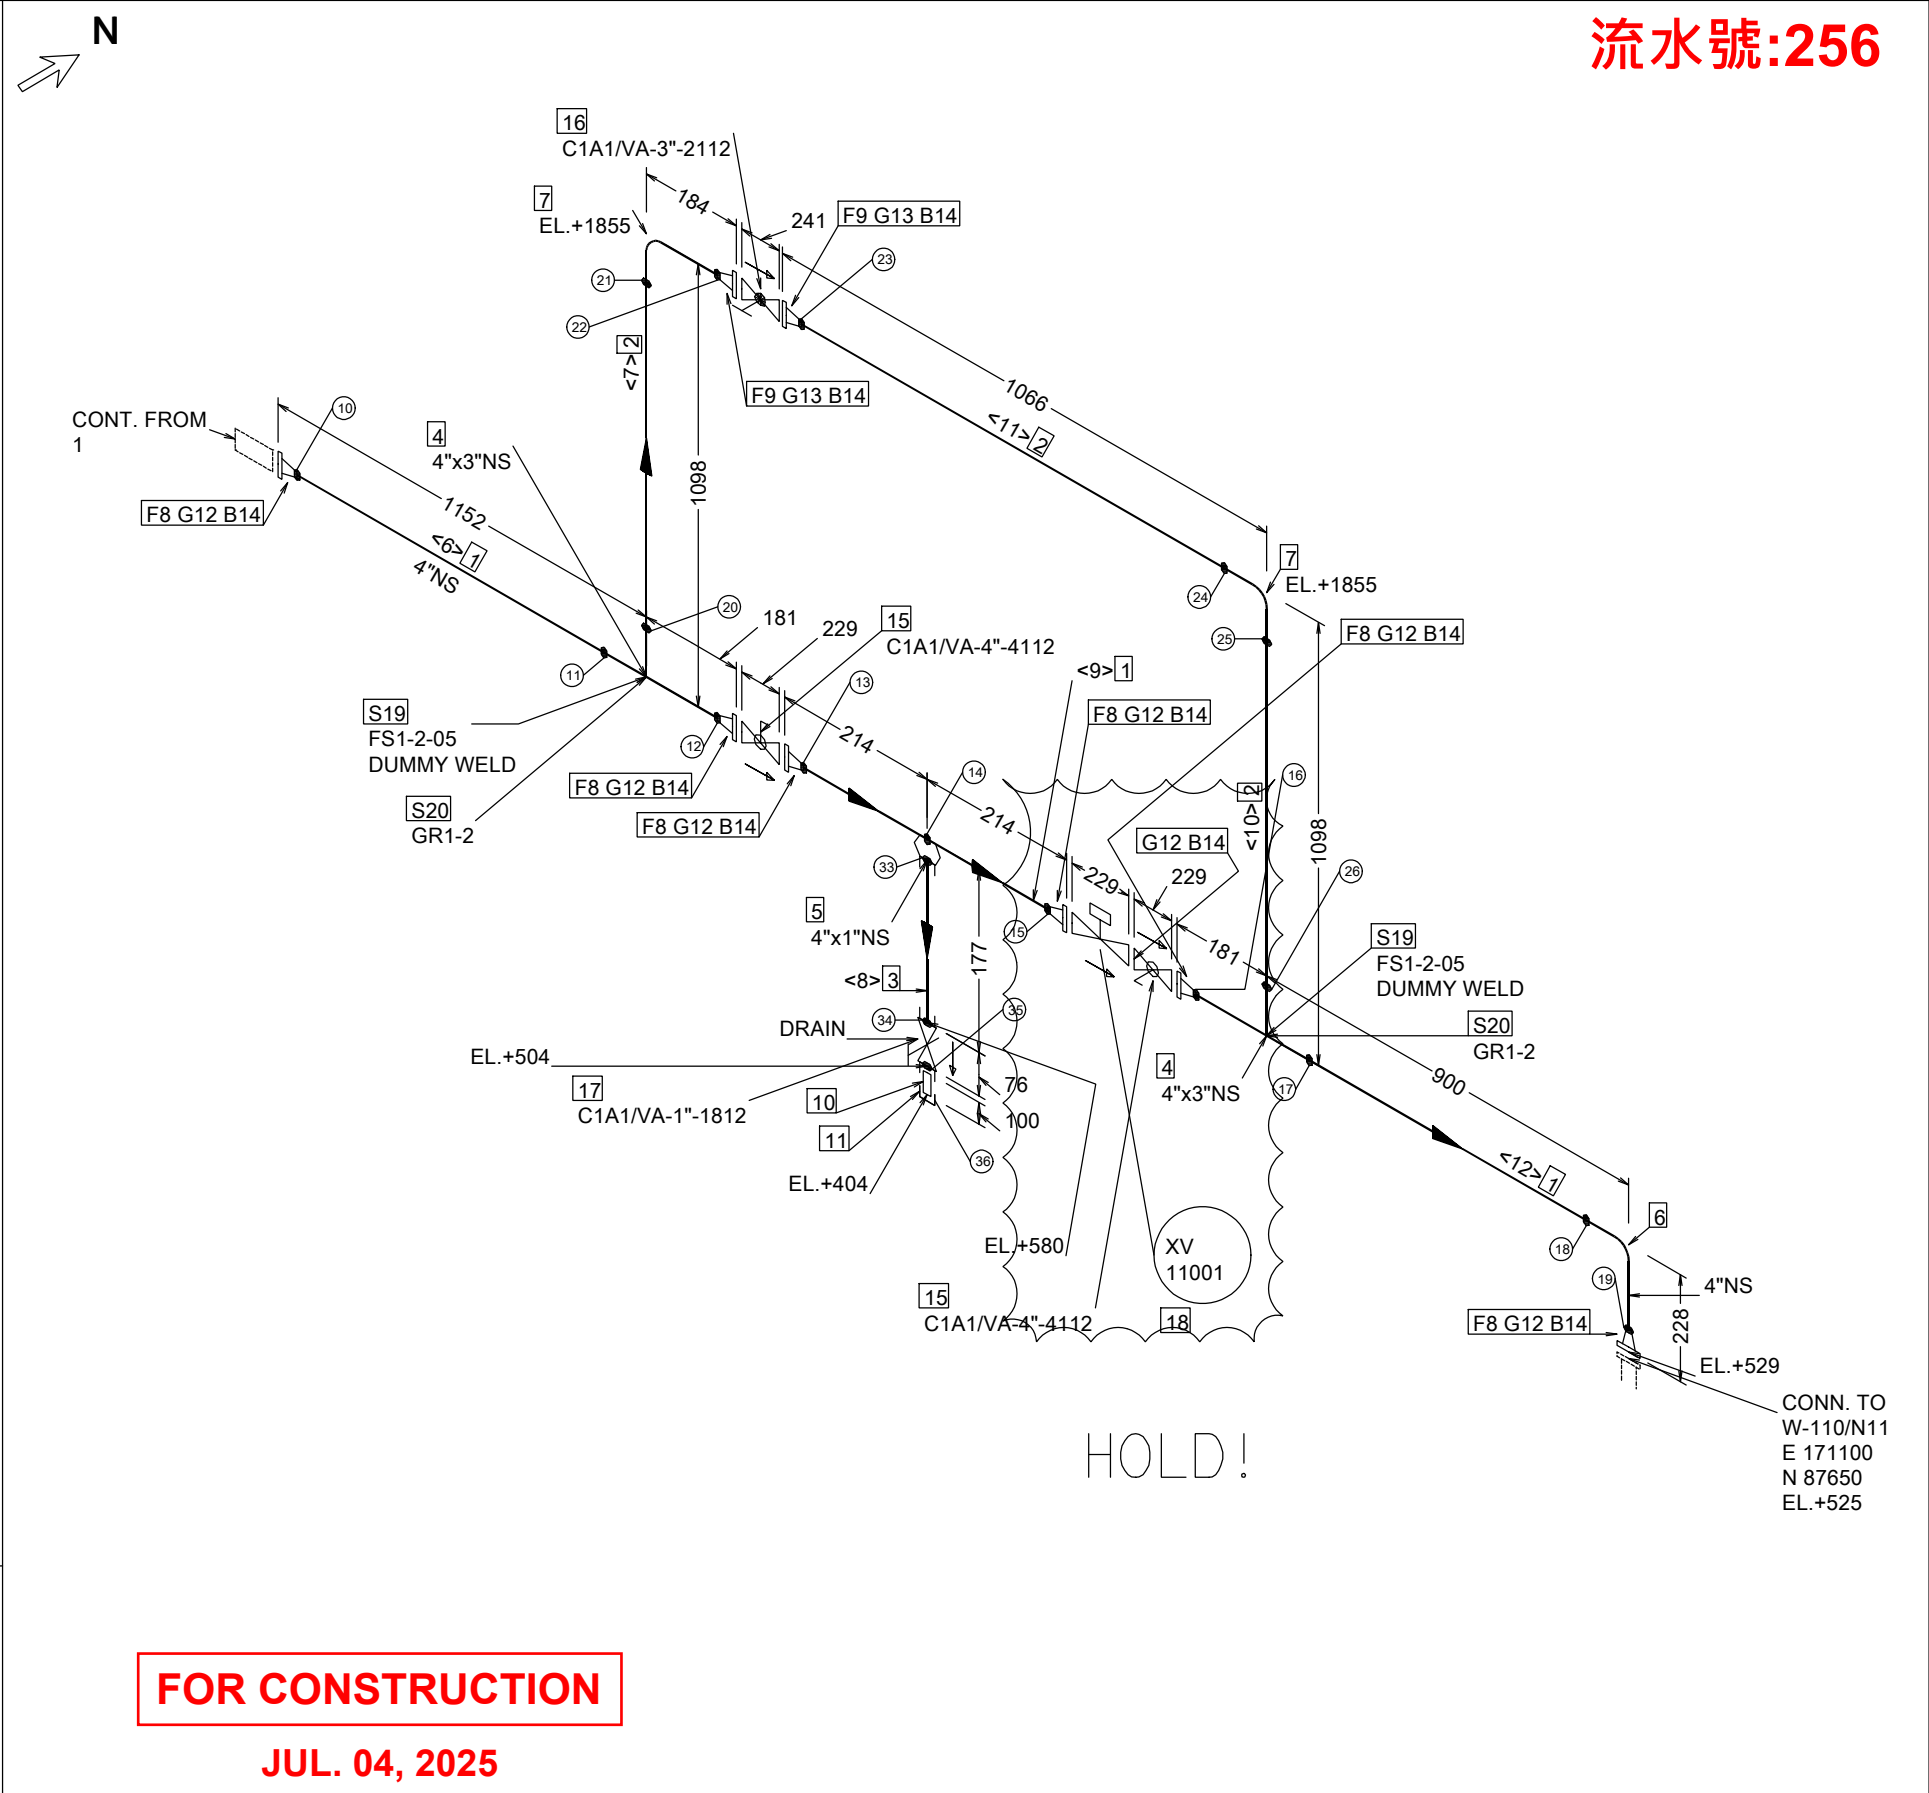 N
流水號:256
16
C1A1/VA-3"-2112
7
EL.+1855
184
241
F9 G13 B14
23
21
22
<7> 2
F9 G13 B14
1066
<11> 2
CONT. FROM
1
10
4
4"x3"NS
F8 G12 B14
1152
<6> 1
4"NS
1098
7
EL.+1855
24
25
20
181
229
15
C1A1/VA-4"-4112
F8 G12 B14
11
13
<9> 1
F8 G12 B14
S19
FS1-2-05
DUMMY WELD
12
214
14
16
F8 G12 B14
S20
GR1-2
F8 G12 B14
214
<10> 2
1098
G12 B14
33
229
229
26
5
4"x1"NS
15
177
181
S19
FS1-2-05
DUMMY WELD
<8> 3
34
35
DRAIN
S20
GR1-2
EL.+504
17
C1A1/VA-1"-1812
10
76
4
4"x3"NS
17
900
11
100
36
EL.+404
<12> 1
6
EL.+580
XV
11001
18
19
4"NS
15
C1A1/VA-4"-4112
18
F8 G12 B14
228
EL.+529
CONN. TO
W-110/N11
E 171100
N 87650
EL.+525
HOLD!
FOR CONSTRUCTION
JUL. 04, 2025